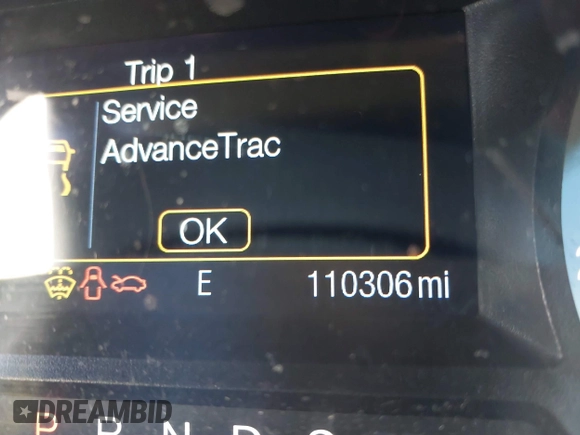 Trip 1
Service
AdvanceTrac
OK
E 110306 mi
P R N D
DREAMBID